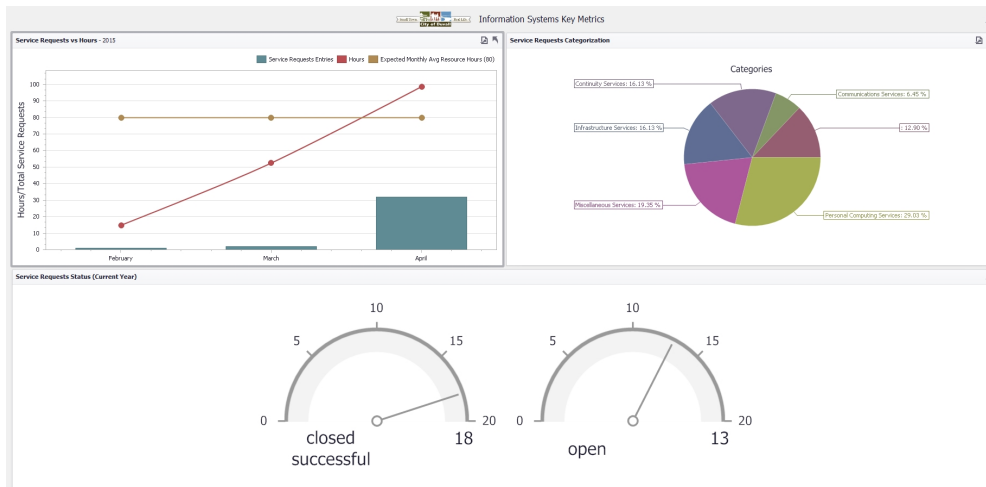 Information Systems Key Metrics
Service Requests vs Hours - 2015
Service Requests Entries Hours Expected Monthly Avg Resource Hours (80)
Hours/Total Service Requests
100
90
80
70
60
50
40
30
20
10
0
February March April
Service Requests Categorization
Categories
Continuity Services: 16.13 %
Communications Services: 6.45 %
Infrastructure Services: 16.13 %
: 12.90 %
Miscellaneous Services: 19.35 %
Personal Computing Services: 29.03 %
Service Requests Status (Current Year)
0 5 10 15 20
closed
successful
18
0 5 10 15 20
open
13